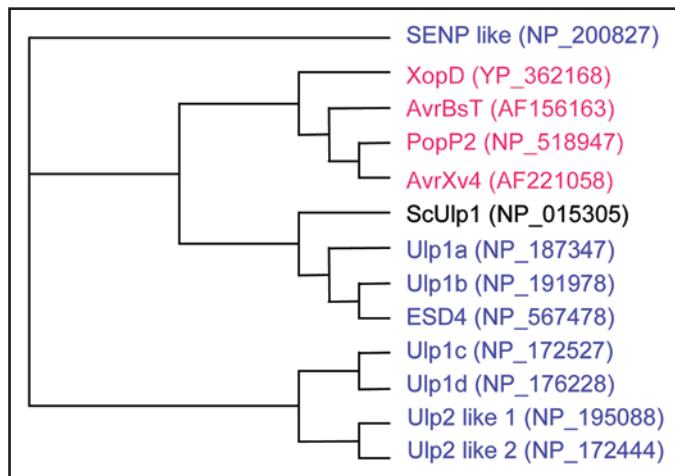 SENP like (NP_200827)
XopD (YP_362168)
AvrBsT (AF156163)
PopP2 (NP_518947)
AvrXv4 (AF221058)
ScUlp1 (NP_015305)
Ulp1a (NP_187347)
Ulp1b (NP_191978)
ESD4 (NP_567478)
Ulp1c (NP_172527)
Ulp1d (NP_176228)
Ulp2 like 1 (NP_195088)
Ulp2 like 2 (NP_172444)